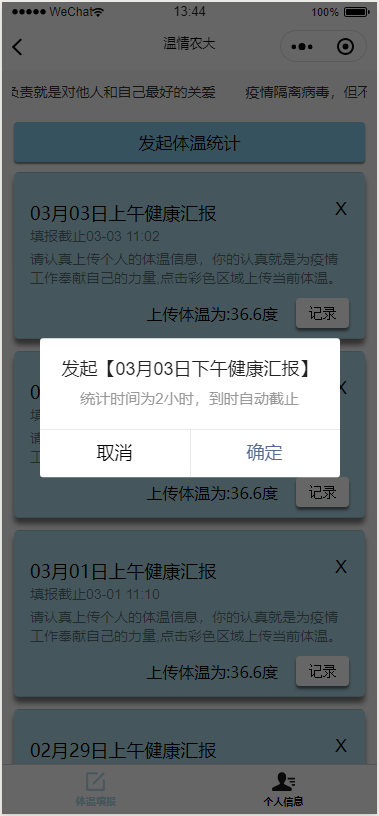 WeChat
13:44
100%
温情农大
负责就是对他人和自己最好的关爱 疫情隔离病毒，但不
发起体温统计
03月03日上午健康汇报
X
填报截止03-03 11:02
请认真上传个人的体温信息，你的认真就是为疫情
工作奉献自己的力量,点击彩色区域上传当前体温。
上传体温为:36.6度
记录
发起【03月03日下午健康汇报】
统计时间为2小时，到时自动截止
取消
确定
上传体温为:36.6度
记录
03月01日上午健康汇报
X
填报截止03-01 11:10
请认真上传个人的体温信息，你的认真就是为疫情
工作奉献自己的力量,点击彩色区域上传当前体温。
上传体温为:36.6度
记录
02月29日上午健康汇报
X
体温填报
个人信息